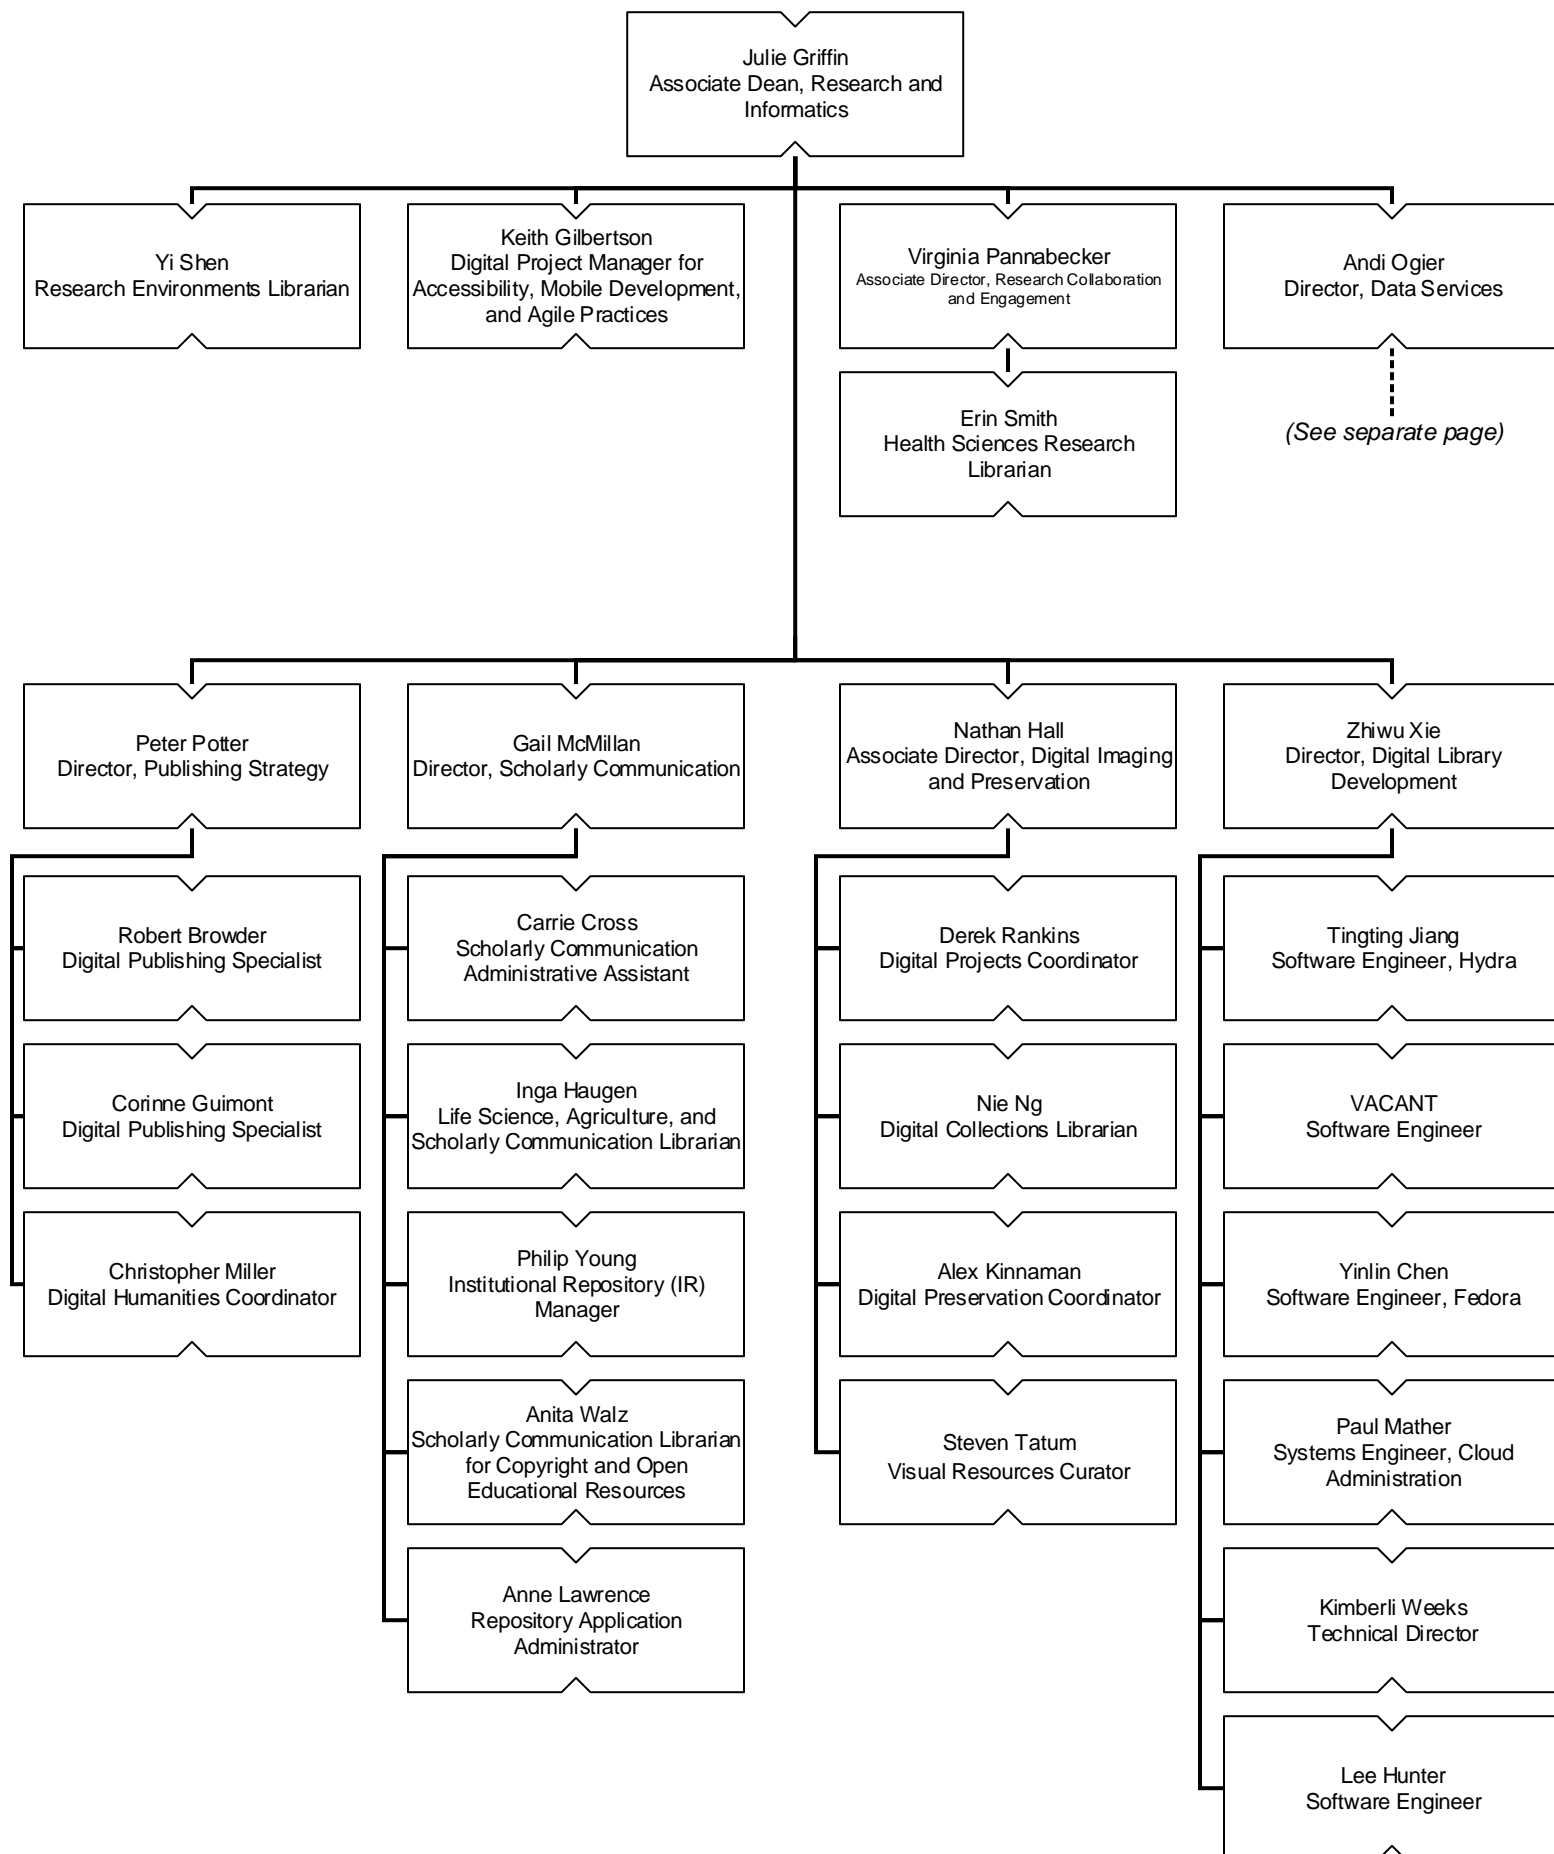 Julie Griffin
Associate Dean, Research and
Informatics
Yi Shen
Research Environments Librarian
Keith Gilbertson
Digital Project Manager for
Accessibility, Mobile Development,
and Agile Practices
Virginia Pannabecker
Associate Director, Research Collaboration
and Engagement
Andi Ogier
Director, Data Services
Erin Smith
Health Sciences Research
Librarian
(See separate page)
Peter Potter
Director, Publishing Strategy
Gail McMillan
Director, Scholarly Communication
Nathan Hall
Associate Director, Digital Imaging
and Preservation
Zhiwu Xie
Director, Digital Library
Development
Robert Browder
Digital Publishing Specialist
Corinne Guimont
Digital Publishing Specialist
Christopher Miller
Digital Humanities Coordinator
Carrie Cross
Scholarly Communication
Administrative Assistant
Inga Haugen
Life Science, Agriculture, and
Scholarly Communication Librarian
Philip Young
Institutional Repository (IR)
Manager
Anita Walz
Scholarly Communication Librarian
for Copyright and Open
Educational Resources
Anne Lawrence
Repository Application
Administrator
Derek Rankins
Digital Projects Coordinator
Nie Ng
Digital Collections Librarian
Alex Kinnaman
Digital Preservation Coordinator
Steven Tatum
Visual Resources Curator
Tingting Jiang
Software Engineer, Hydra
VACANT
Software Engineer
Yinlin Chen
Software Engineer, Fedora
Paul Mather
Systems Engineer, Cloud
Administration
Kimberli Weeks
Technical Director
Lee Hunter
Software Engineer